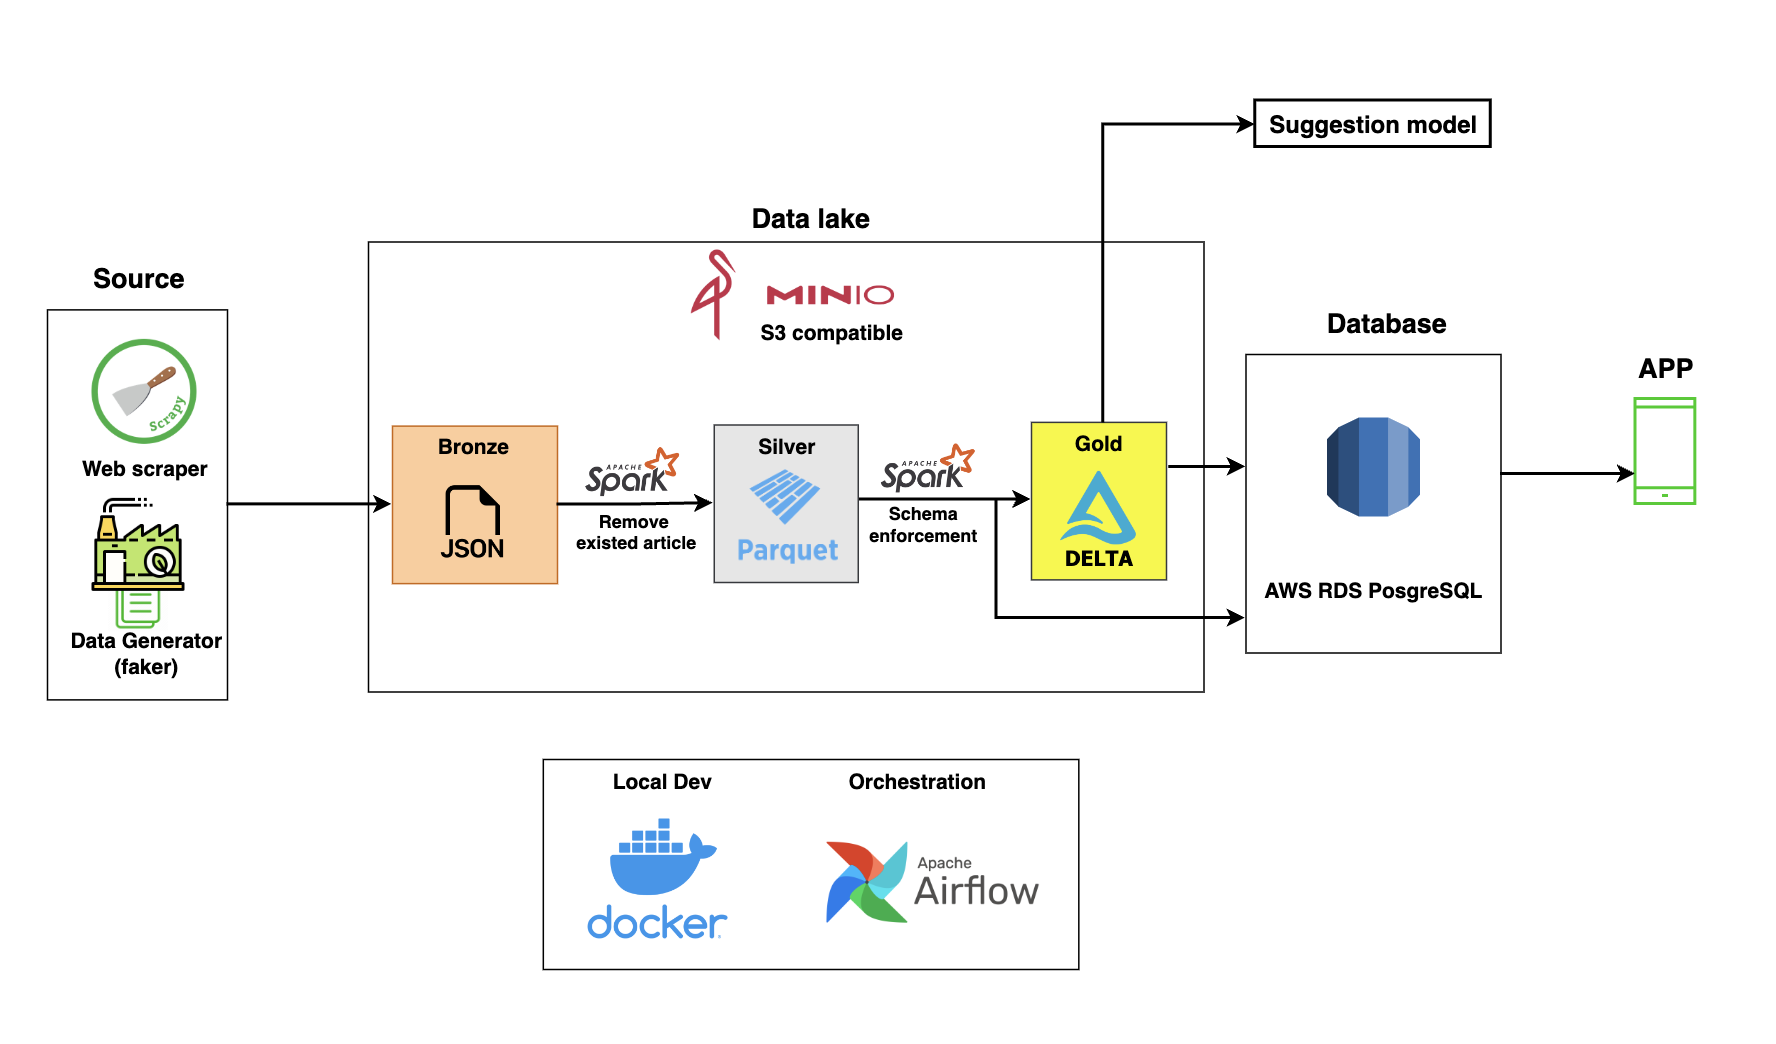 Suggestion model
Data lake
MINIO
S3 compatible
Source
Scrapy
Web scraper
Data Generator
(faker)
Bronze
JSON
APACHE
Spark
Remove
existed article
Silver
Parquet
APACHE
Spark
Schema
enforcement
Gold
DELTA
Database
AWS RDS PosgreSQL
APP
Local Dev
docker
Orchestration
Apache
Airflow